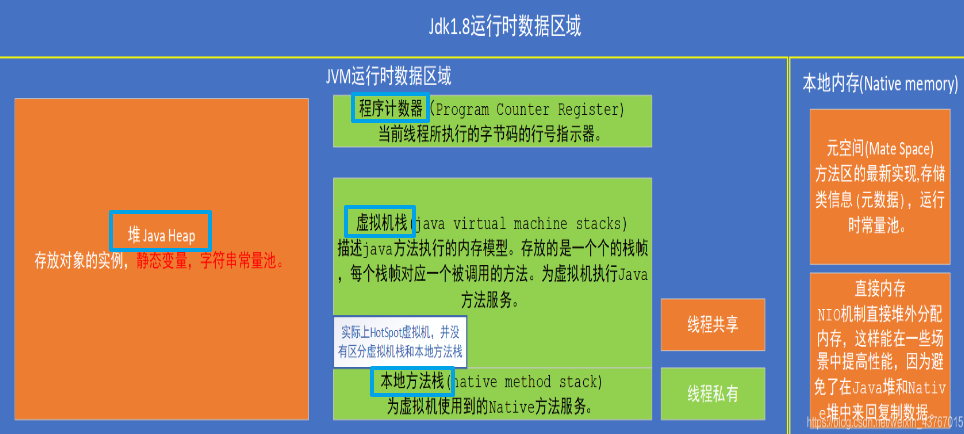 Jdk1.8运行时数据区域
JVM运行时数据区域
堆 Java Heap
存放对象的实例，静态变量，字符串常量池。
程序计数器（Program Counter Register)
当前线程所执行的字节码的行号指示器。
虚拟机栈(java virtual machine stacks)
描述java方法执行的内存模型。存放的是一个个的栈帧
，每个栈帧对应一个被调用的方法。为虚拟机执行Java
方法服务。
实际上HotSpot虚拟机，并没
有区分虚拟机栈和本地方法栈
本地方法栈(native method stack)
为虚拟机使用到的Native方法服务。
线程共享
线程私有
本地内存(Native memory)
元空间(Mate Space)
方法区的最新实现,存储
类信息(元数据)，运行
时常量池。
直接内存
NIO机制直接堆外分配
内存，这样能在一些场
景中提高性能，因为避
免了在Java堆和Nativ
e堆中来回复制数据。
https://blog.csdn.net/weixin_43767015